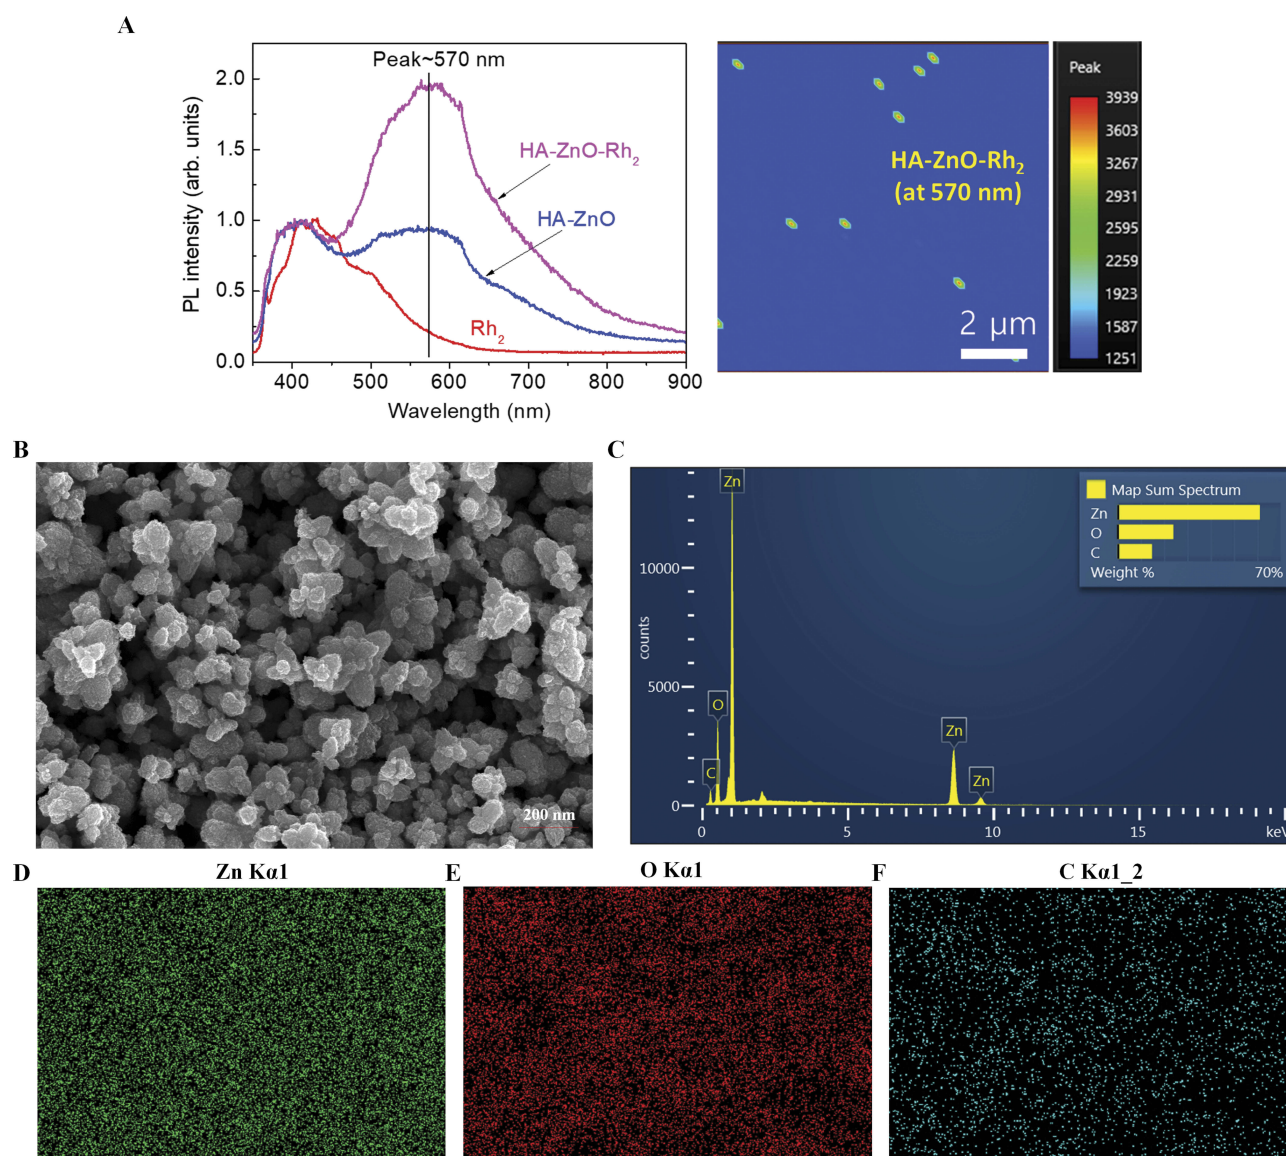 A
PL intensity (arb. units)
2.0
1.5
1.0
0.5
0.0
Peak~570 nm
HA-ZnO-Rh₂
HA-ZnO
Rh₂
400 500 600 700 800 900
Wavelength (nm)
HA-ZnO-Rh₂
(at 570 nm)
2 μm
Peak
3939
3603
3267
2931
2595
2259
1923
1587
1251
B
200 nm
C
counts
10000
5000
0
Zn
O
C
Zn
Zn
0 5 10 15 keV
Map Sum Spectrum
Zn
O
C
Weight % 70%
D Zn Kα1
E O Kα1
F C Kα1_2